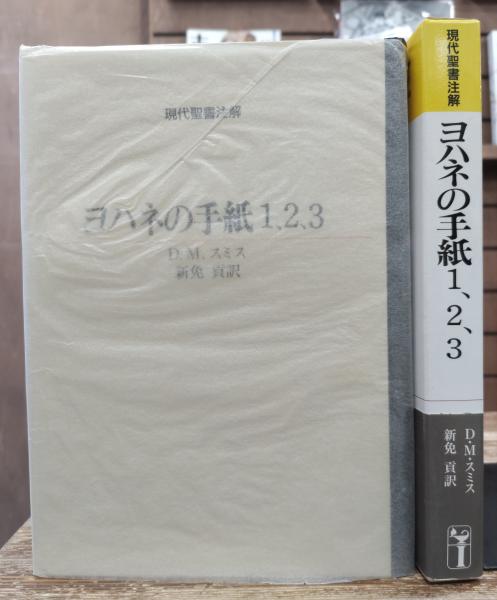 現代聖書注解
ヨハネの手紙1、2、3
D. M. スミス
新免 貢訳
現代聖書注解
ヨハネの手紙1、2、3
D・M・スミス
新免 貢訳
I